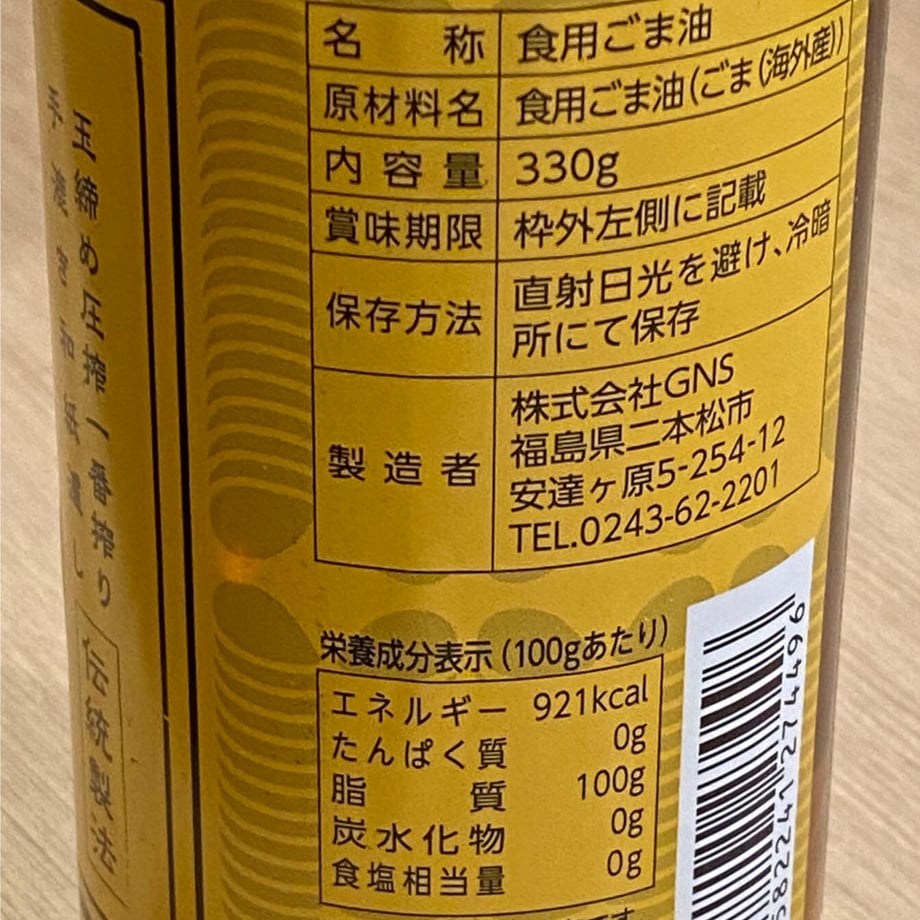 玉締め圧搾一番搾り
手漉き和紙濾し
伝統製法
名称 食用ごま油
原材料名 食用ごま油(ごま(海外産))
内容量 330g
賞味期限 枠外左側に記載
保存方法 直射日光を避け、冷暗
所にて保存
製造者 株式会社GNS
福島県二本松市
安達ヶ原5-254-12
TEL.0243-62-2201
栄養成分表示(100gあたり)
エネルギー 921kcal
たんぱく質 0g
脂質 100g
炭水化物 0g
食塩相当量 0g